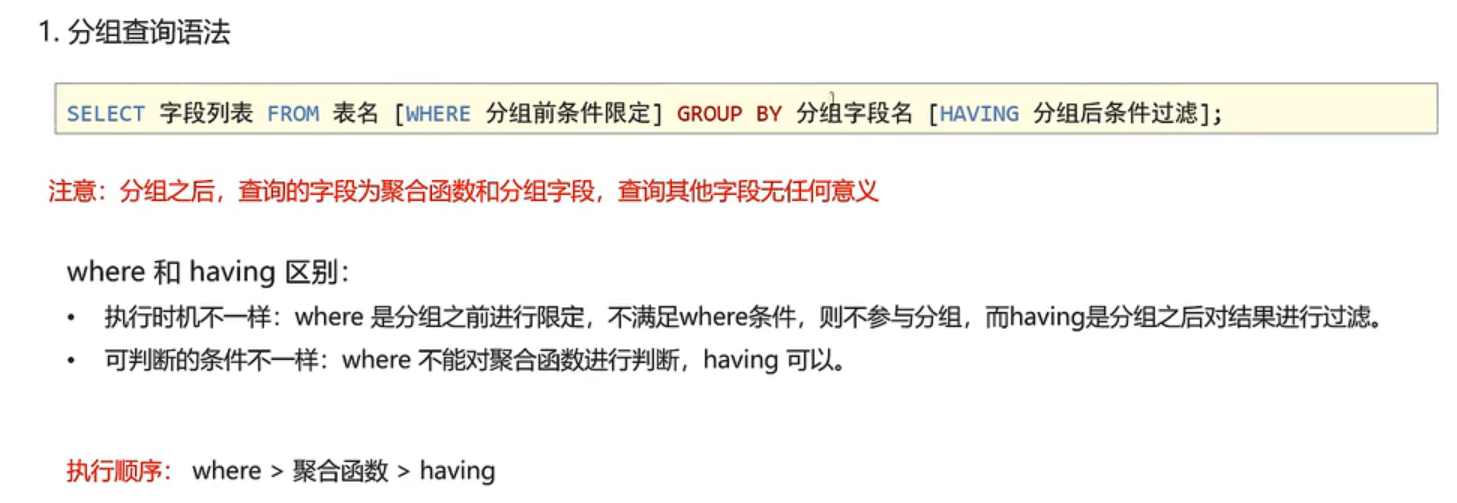 1. 分组查询语法
SELECT 字段列表 FROM 表名 [WHERE 分组前条件限定] GROUP BY 分组字段名 [HAVING 分组后条件过滤];
注意：分组之后，查询的字段为聚合函数和分组字段，查询其他字段无任何意义
where 和 having 区别：
• 执行时机不一样：where 是分组之前进行限定，不满足where条件，则不参与分组，而having是分组之后对结果进行过滤。
• 可判断的条件不一样：where 不能对聚合函数进行判断，having 可以。
执行顺序： where > 聚合函数 > having